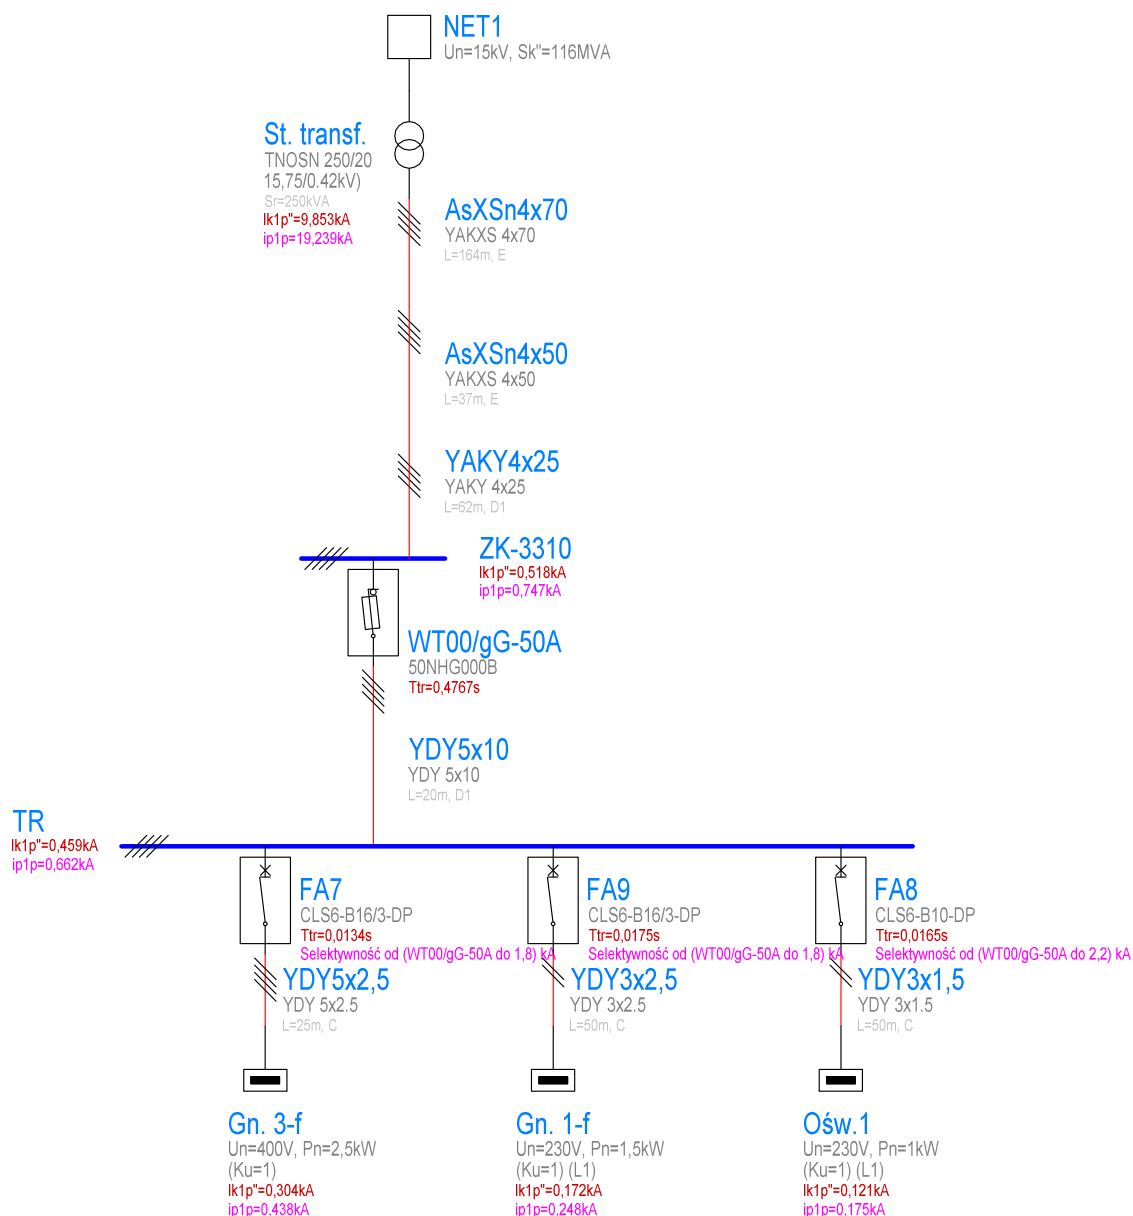 NET1
Un=15kV, Sk"=116MVA
St. transf.
TNOSN 250/20
15,75/0.42kV)
Sr=250kVA
Ik1p"=9,853kA
ip1p=19,239kA
AsXSn4x70
YAKXS 4x70
L=164m, E
AsXSn4x50
YAKXS 4x50
L=37m, E
YAKY4x25
YAKY 4x25
L=62m, D1
ZK-3310
Ik1p"=0,518kA
ip1p=0,747kA
WT00/gG-50A
50NHG000B
Ttr=0,4767s
YDY5x10
YDY 5x10
L=20m, D1
TR
Ik1p"=0,459kA
ip1p=0,662kA
FA7
CLS6-B16/3-DP
Ttr=0,0134s
Selektywność od (WT00/gG-50A do 1,8) kA
YDY5x2,5
YDY 5x2.5
L=25m, C
FA9
CLS6-B16/3-DP
Ttr=0,0175s
Selektywność od (WT00/gG-50A do 1,8) kA
YDY3x2,5
YDY 3x2.5
L=50m, C
FA8
CLS6-B10-DP
Ttr=0,0165s
Selektywność od (WT00/gG-50A do 2,2) kA
YDY3x1,5
YDY 3x1.5
L=50m, C
Gn. 3-f
Un=400V, Pn=2,5kW
(Ku=1)
Ik1p"=0,304kA
ip1p=0,438kA
Gn. 1-f
Un=230V, Pn=1,5kW
(Ku=1) (L1)
Ik1p"=0,172kA
ip1p=0,248kA
Ośw.1
Un=230V, Pn=1kW
(Ku=1) (L1)
Ik1p"=0,121kA
ip1p=0,175kA